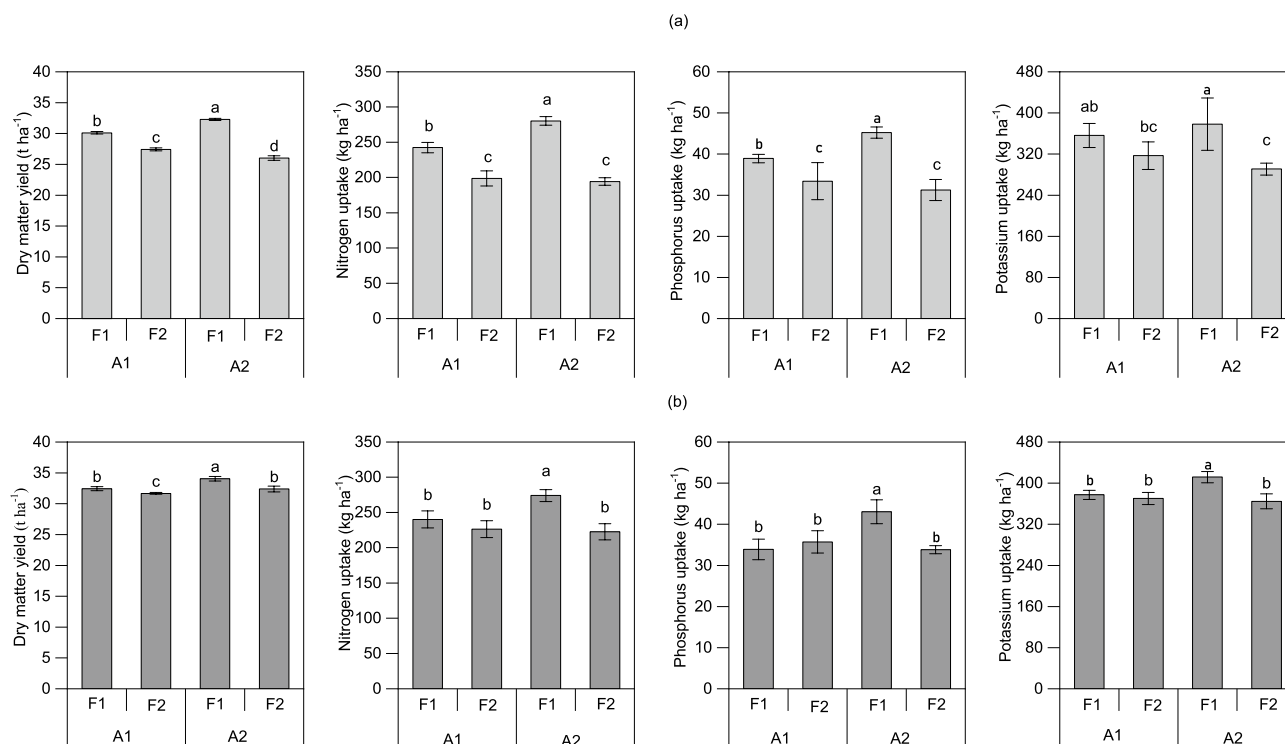 (a)
Dry matter yield (t ha-1)
40
35
30
25
20
15
10
5
0
b
c
a
d
F1
F2
F1
F2
A1
A2
Nitrogen uptake (kg ha-1)
350
300
250
200
150
100
50
0
b
c
a
c
F1
F2
F1
F2
A1
A2
Phosphorus uptake (kg ha-1)
60
50
40
30
20
10
0
b
c
a
c
F1
F2
F1
F2
A1
A2
Potassium uptake (kg ha-1)
480
400
320
240
160
80
0
ab
bc
a
c
F1
F2
F1
F2
A1
A2
(b)
Dry matter yield (t ha-1)
40
35
30
25
20
15
10
5
0
b
c
a
b
F1
F2
F1
F2
A1
A2
Nitrogen uptake (kg ha-1)
350
300
250
200
150
100
50
0
b
b
a
b
F1
F2
F1
F2
A1
A2
Phosphorus uptake (kg ha-1)
60
50
40
30
20
10
0
b
b
a
b
F1
F2
F1
F2
A1
A2
Potassium uptake (kg ha-1)
480
400
320
240
160
80
0
b
b
a
b
F1
F2
F1
F2
A1
A2